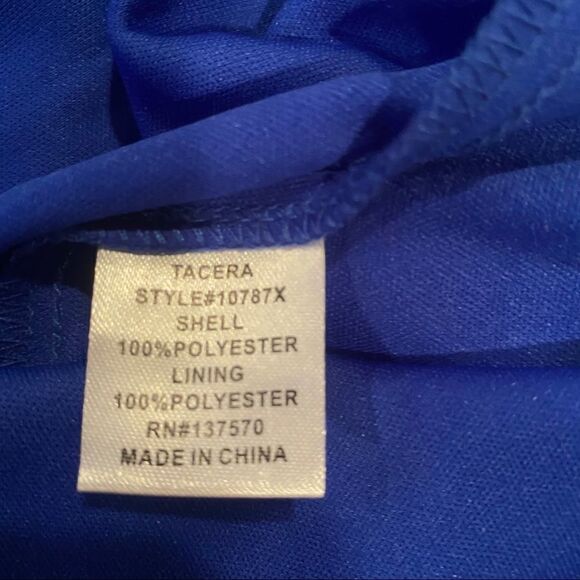 TACERA
STYLE#10787X
SHELL
100%POLYESTER
LINING
100%POLYESTER
RN#137570
MADE IN CHINA